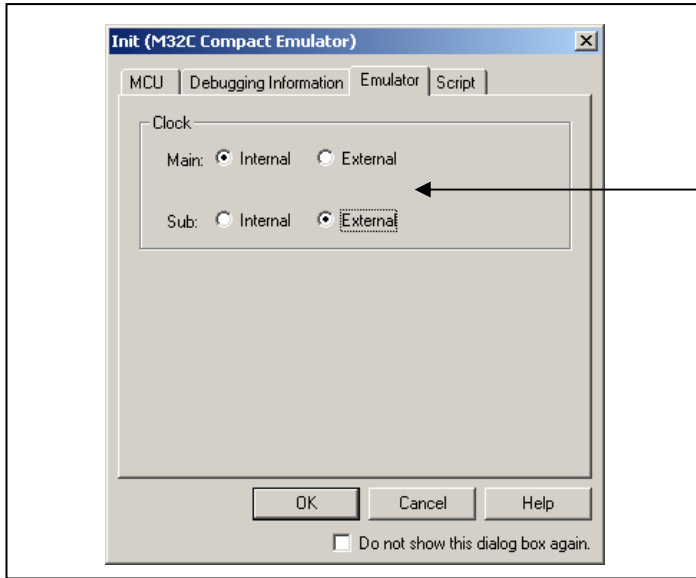 Init (M32C Compact Emulator)
MCU Debugging Information Emulator Script
Clock
Main: Internal External
Sub: Internal External
OK Cancel Help
Do not show this dialog box again.